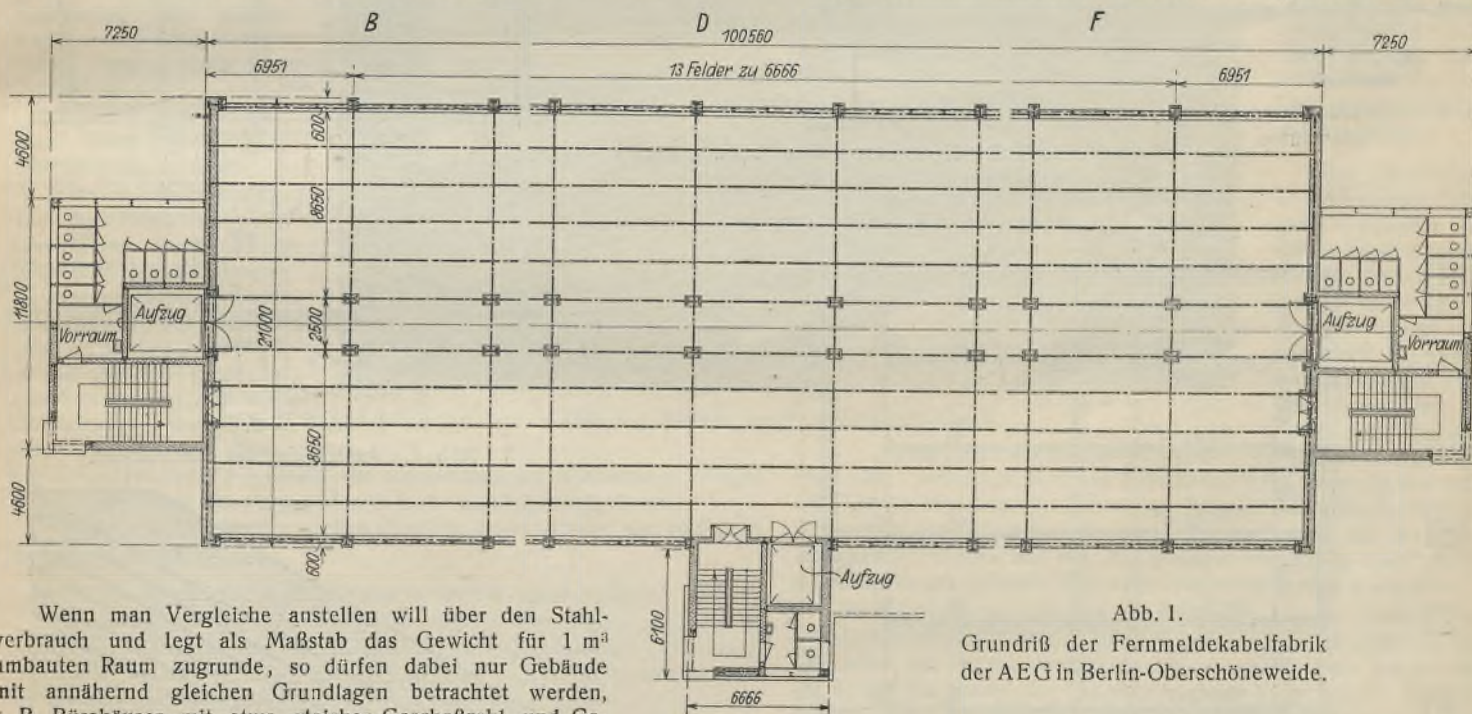 B
D
F
7250
100560
7250
6951
13 Felder zu 6666
6951
4600
11800
4600
600
8650
21000
2500
8650
600
Vorraum
Aufzug
Aufzug
Vorraum
Aufzug
6100
6666
Wenn man Vergleiche anstellen will über den Stahl-
verbrauch und legt als Maßstab das Gewicht für 1 m³
umbauten Raum zugrunde, so dürfen dabei nur Gebäude
mit annähernd gleichen Grundlagen betrachtet werden,
Abb. 1.
Grundriß der Fernmeldekabelfabrik
der AEG in Berlin-Oberschöneweide.